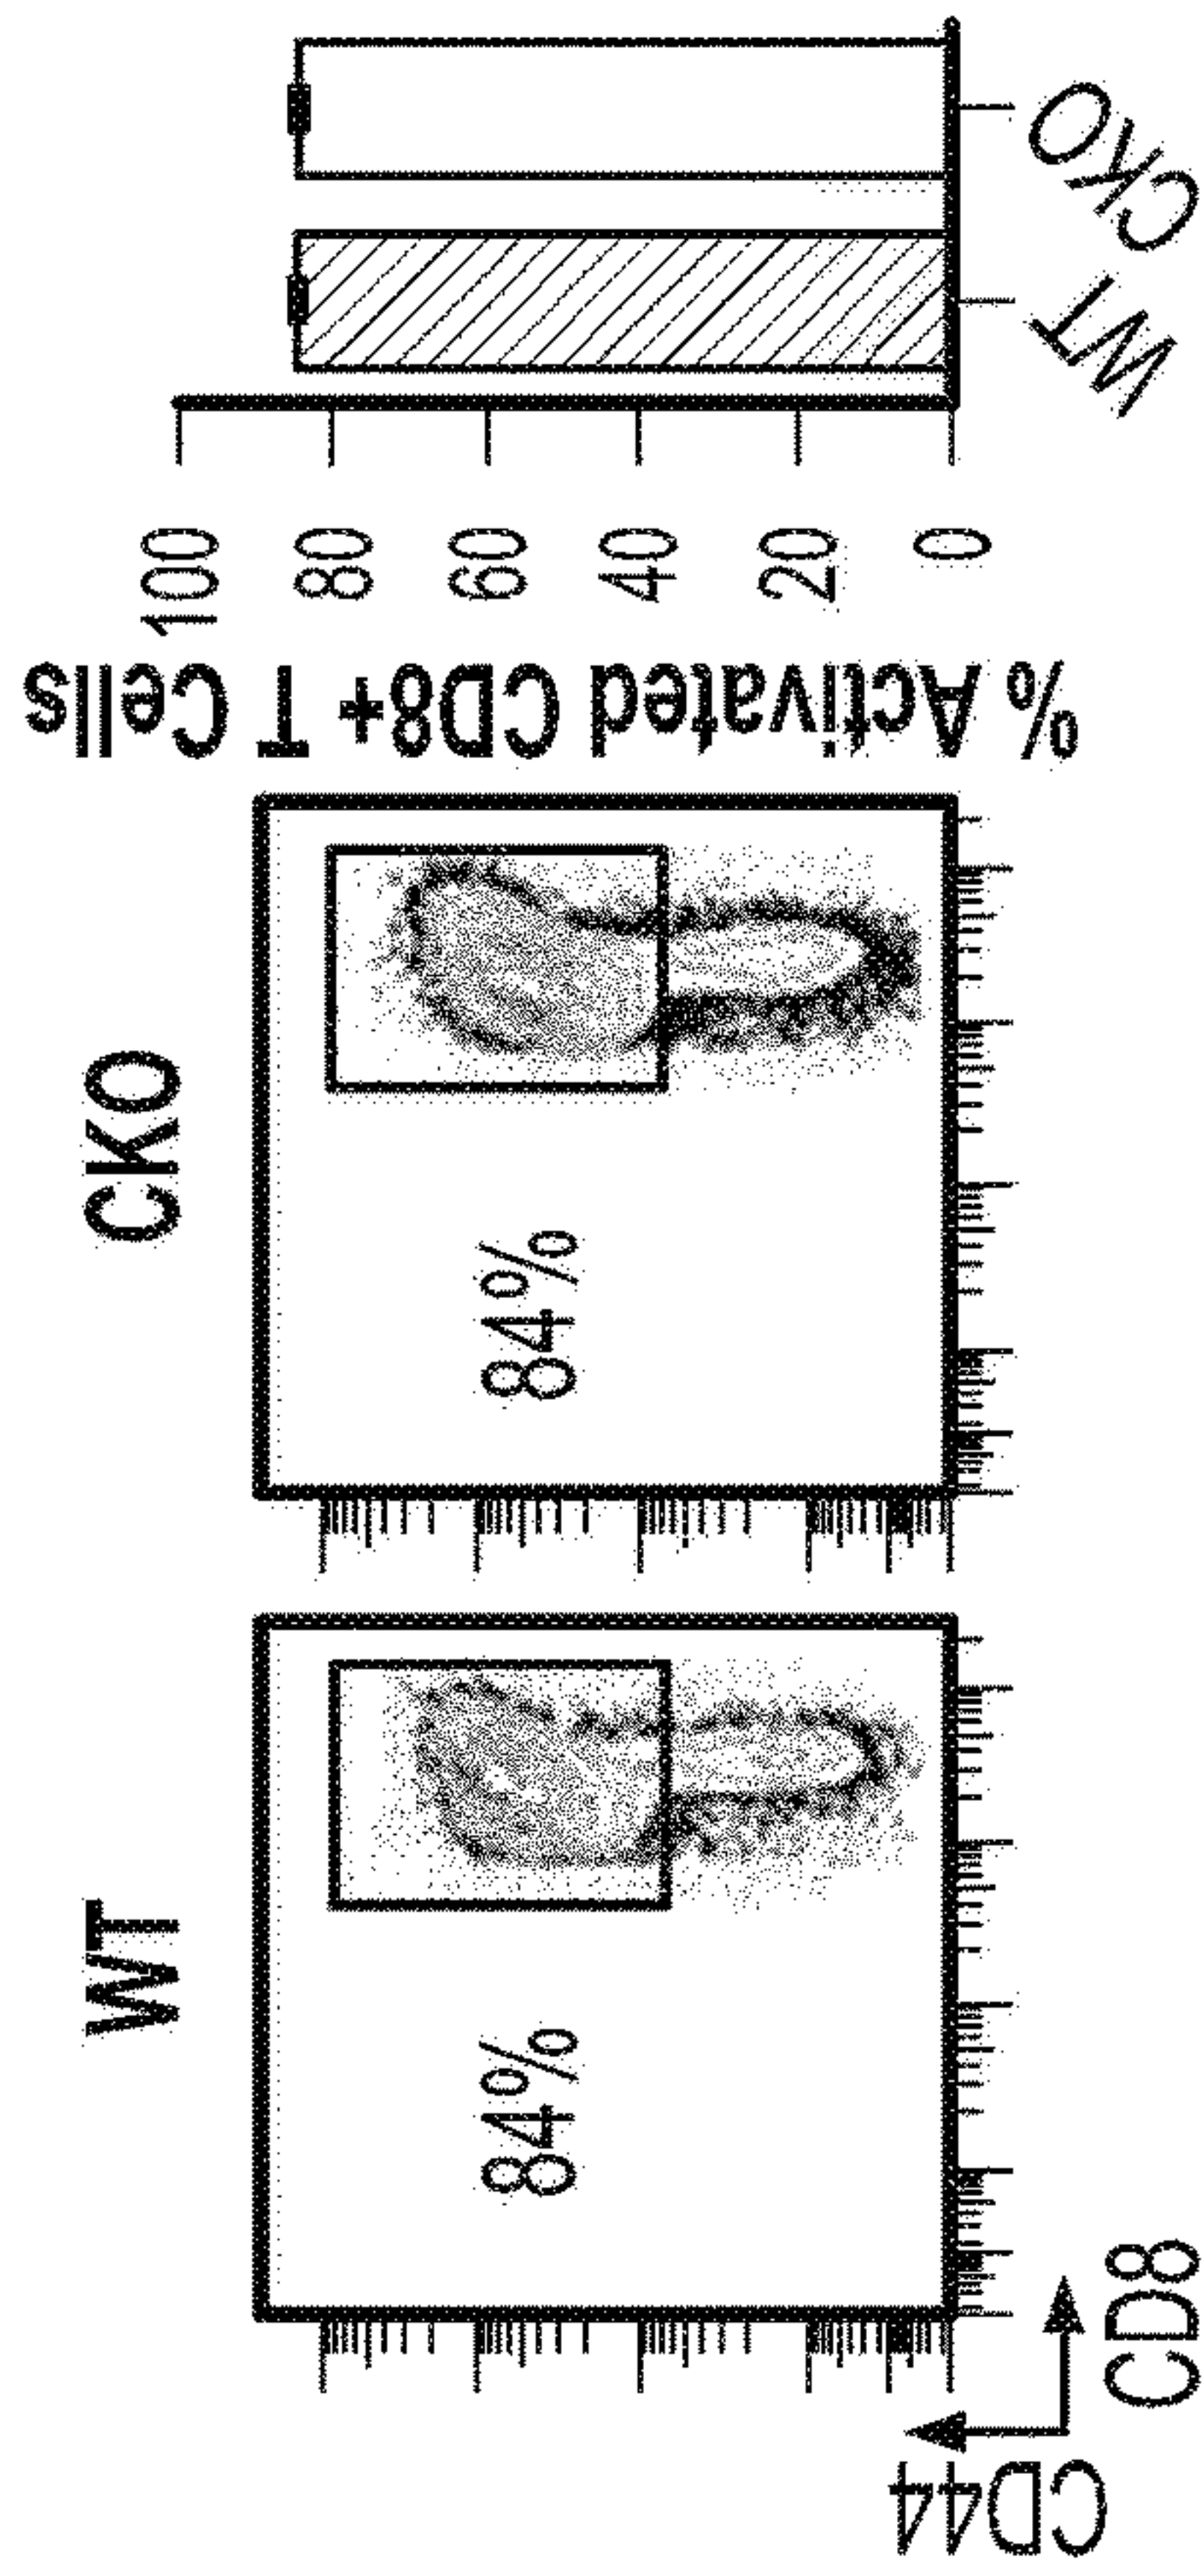 WT
CKO
84%
84%
CD44
CD8
% Activated CD8+ T Cells
100
80
60
40
20
0
WT
CKO